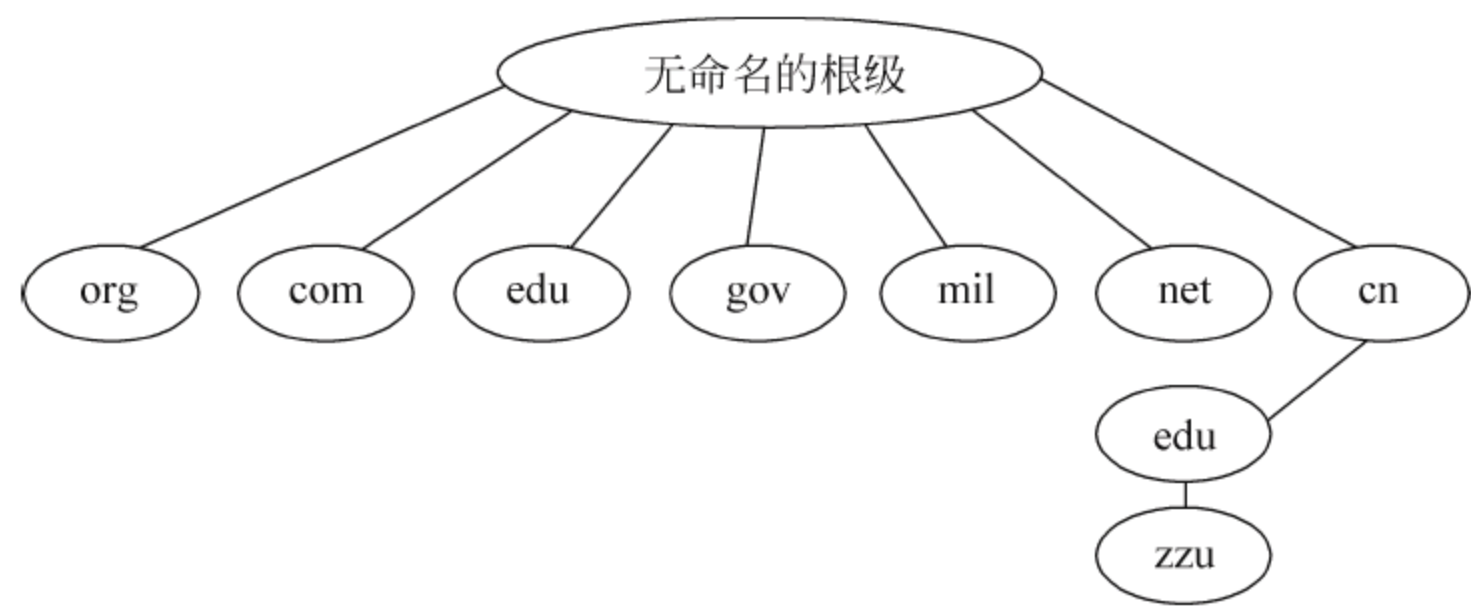 无命名的根级
org
com
edu
gov
mil
net
cn
edu
zzu